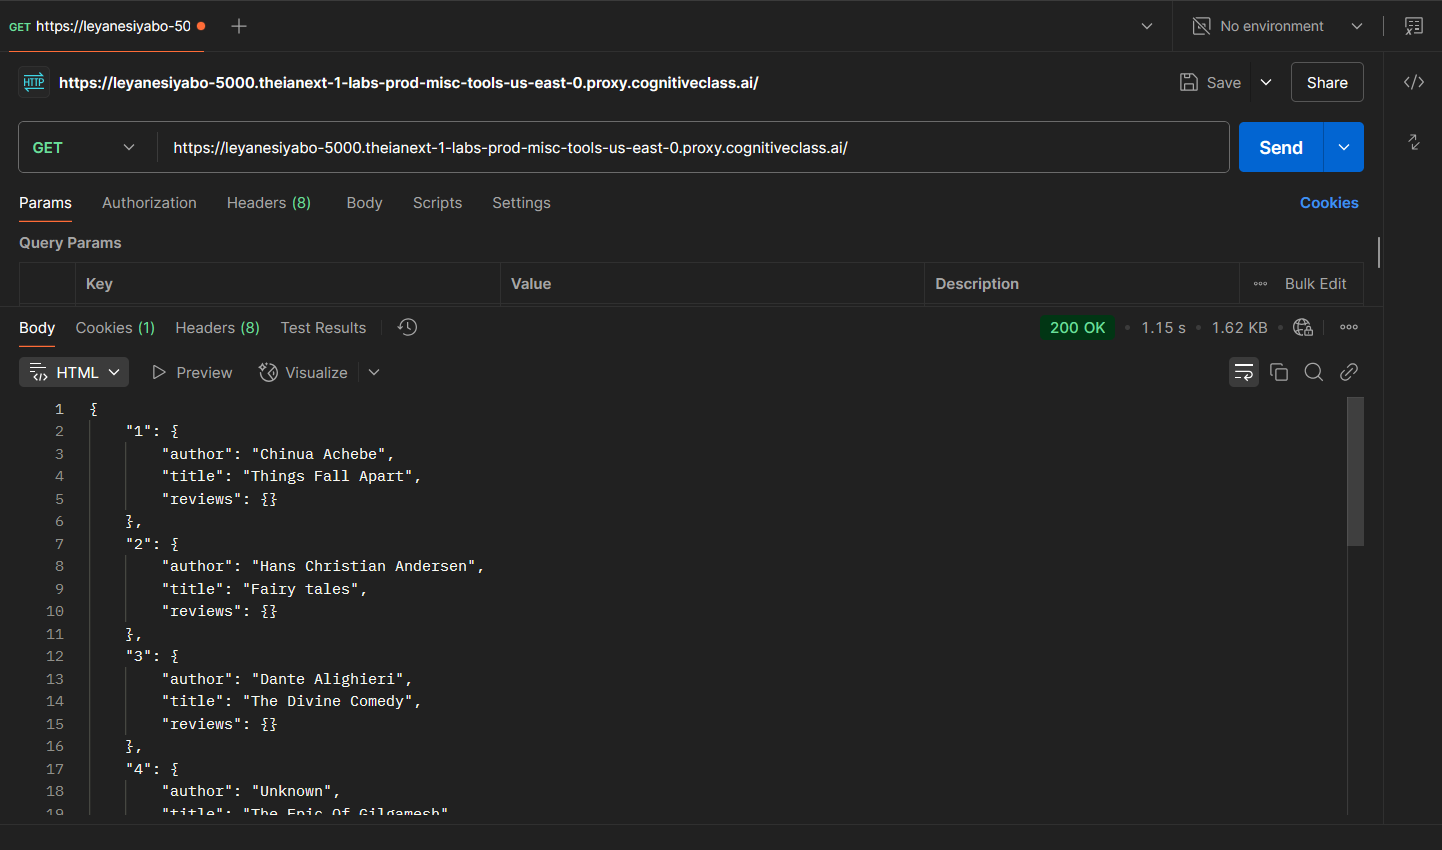 GET https://leyanesiyabo-50
No environment
HTTP https://leyanesiyabo-5000.theianext-1-labs-prod-misc-tools-us-east-0.proxy.cognitiveclass.ai/
Save
Share
GET https://leyanesiyabo-5000.theianext-1-labs-prod-misc-tools-us-east-0.proxy.cognitiveclass.ai/
Send
Params Authorization Headers (8) Body Scripts Settings Cookies
Query Params
Key Value Description Bulk Edit
Body Cookies (1) Headers (8) Test Results 200 OK 1.15 s 1.62 KB
HTML Preview Visualize
1 {
2 "1": {
3 "author": "Chinua Achebe",
4 "title": "Things Fall Apart",
5 "reviews": {}
6 },
7 "2": {
8 "author": "Hans Christian Andersen",
9 "title": "Fairy tales",
10 "reviews": {}
11 },
12 "3": {
13 "author": "Dante Alighieri",
14 "title": "The Divine Comedy",
15 "reviews": {}
16 },
17 "4": {
18 "author": "Unknown",
19 "title": "The Epic Of Gilgamesh"